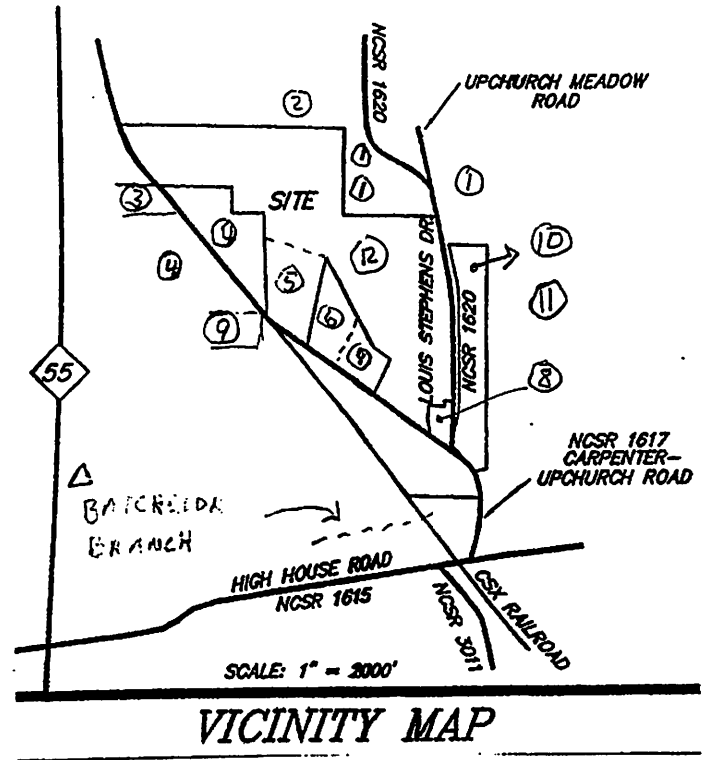 NCSR 1620
UPCHURCH MEADOW
ROAD
2
1
1
1
3
SITE
4
4
12
10
5
11
6
9
LOUIS STEPHENS DR.
NCSR 1620
55
8
NCSR 1617
CARPENTER-
UPCHURCH ROAD
BRANCH
HIGH HOUSE ROAD
NCSR 1615
NCSR 3011
CSX RAILROAD
SCALE: 1" = 2000'
VICINITY MAP